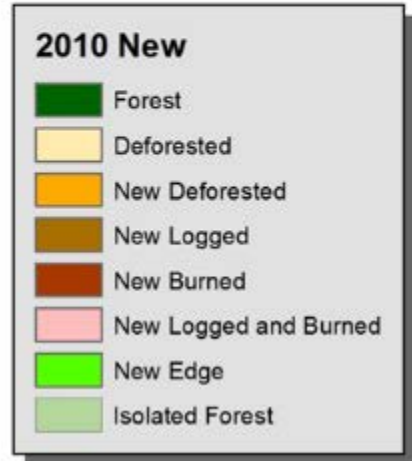 2010 New
Forest
Deforested
New Deforested
New Logged
New Burned
New Logged and Burned
New Edge
Isolated Forest